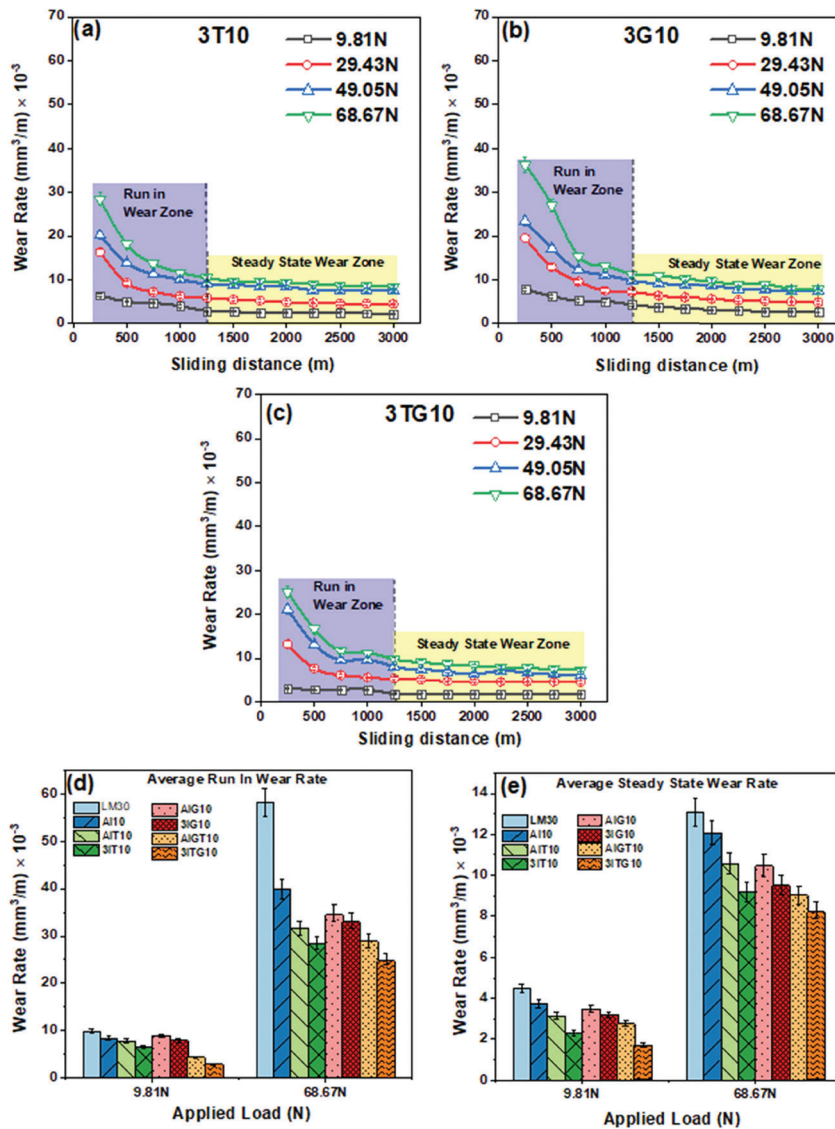 (a)
3T10
9.81N
29.43N
49.05N
68.67N
Run in
Wear Zone
Steady State Wear Zone
Wear Rate (mm³/m) × 10⁻³
70
60
50
40
30
20
10
0
0 500 1000 1500 2000 2500 3000
Sliding distance (m)
(b)
3G10
9.81N
29.43N
49.05N
68.67N
Run in
Wear Zone
Steady State Wear Zone
Wear Rate (mm³/m) × 10⁻³
70
60
50
40
30
20
10
0
0 500 1000 1500 2000 2500 3000
Sliding distance (m)
(c)
3TG10
9.81N
29.43N
49.05N
68.67N
Run in
Wear Zone
Steady State Wear Zone
Wear Rate (mm³/m) × 10⁻³
70
60
50
40
30
20
10
0
0 500 1000 1500 2000 2500 3000
Sliding distance (m)
(d)
Average Run In Wear Rate
LM30 AIG10
AI10 3IG10
AIT10 AIGT10
3IT10 3ITG10
Wear Rate (mm³/m) × 10⁻³
60
50
40
30
20
10
0
9.81N 68.67N
Applied Load (N)
(e)
Average Steady State Wear Rate
LM30 AIG10
AI10 3IG10
AIT10 AIGT10
3IT10 3ITG10
Wear Rate (mm³/m) × 10⁻³
14
12
10
8
6
4
2
0
9.81N 68.67N
Applied Load (N)